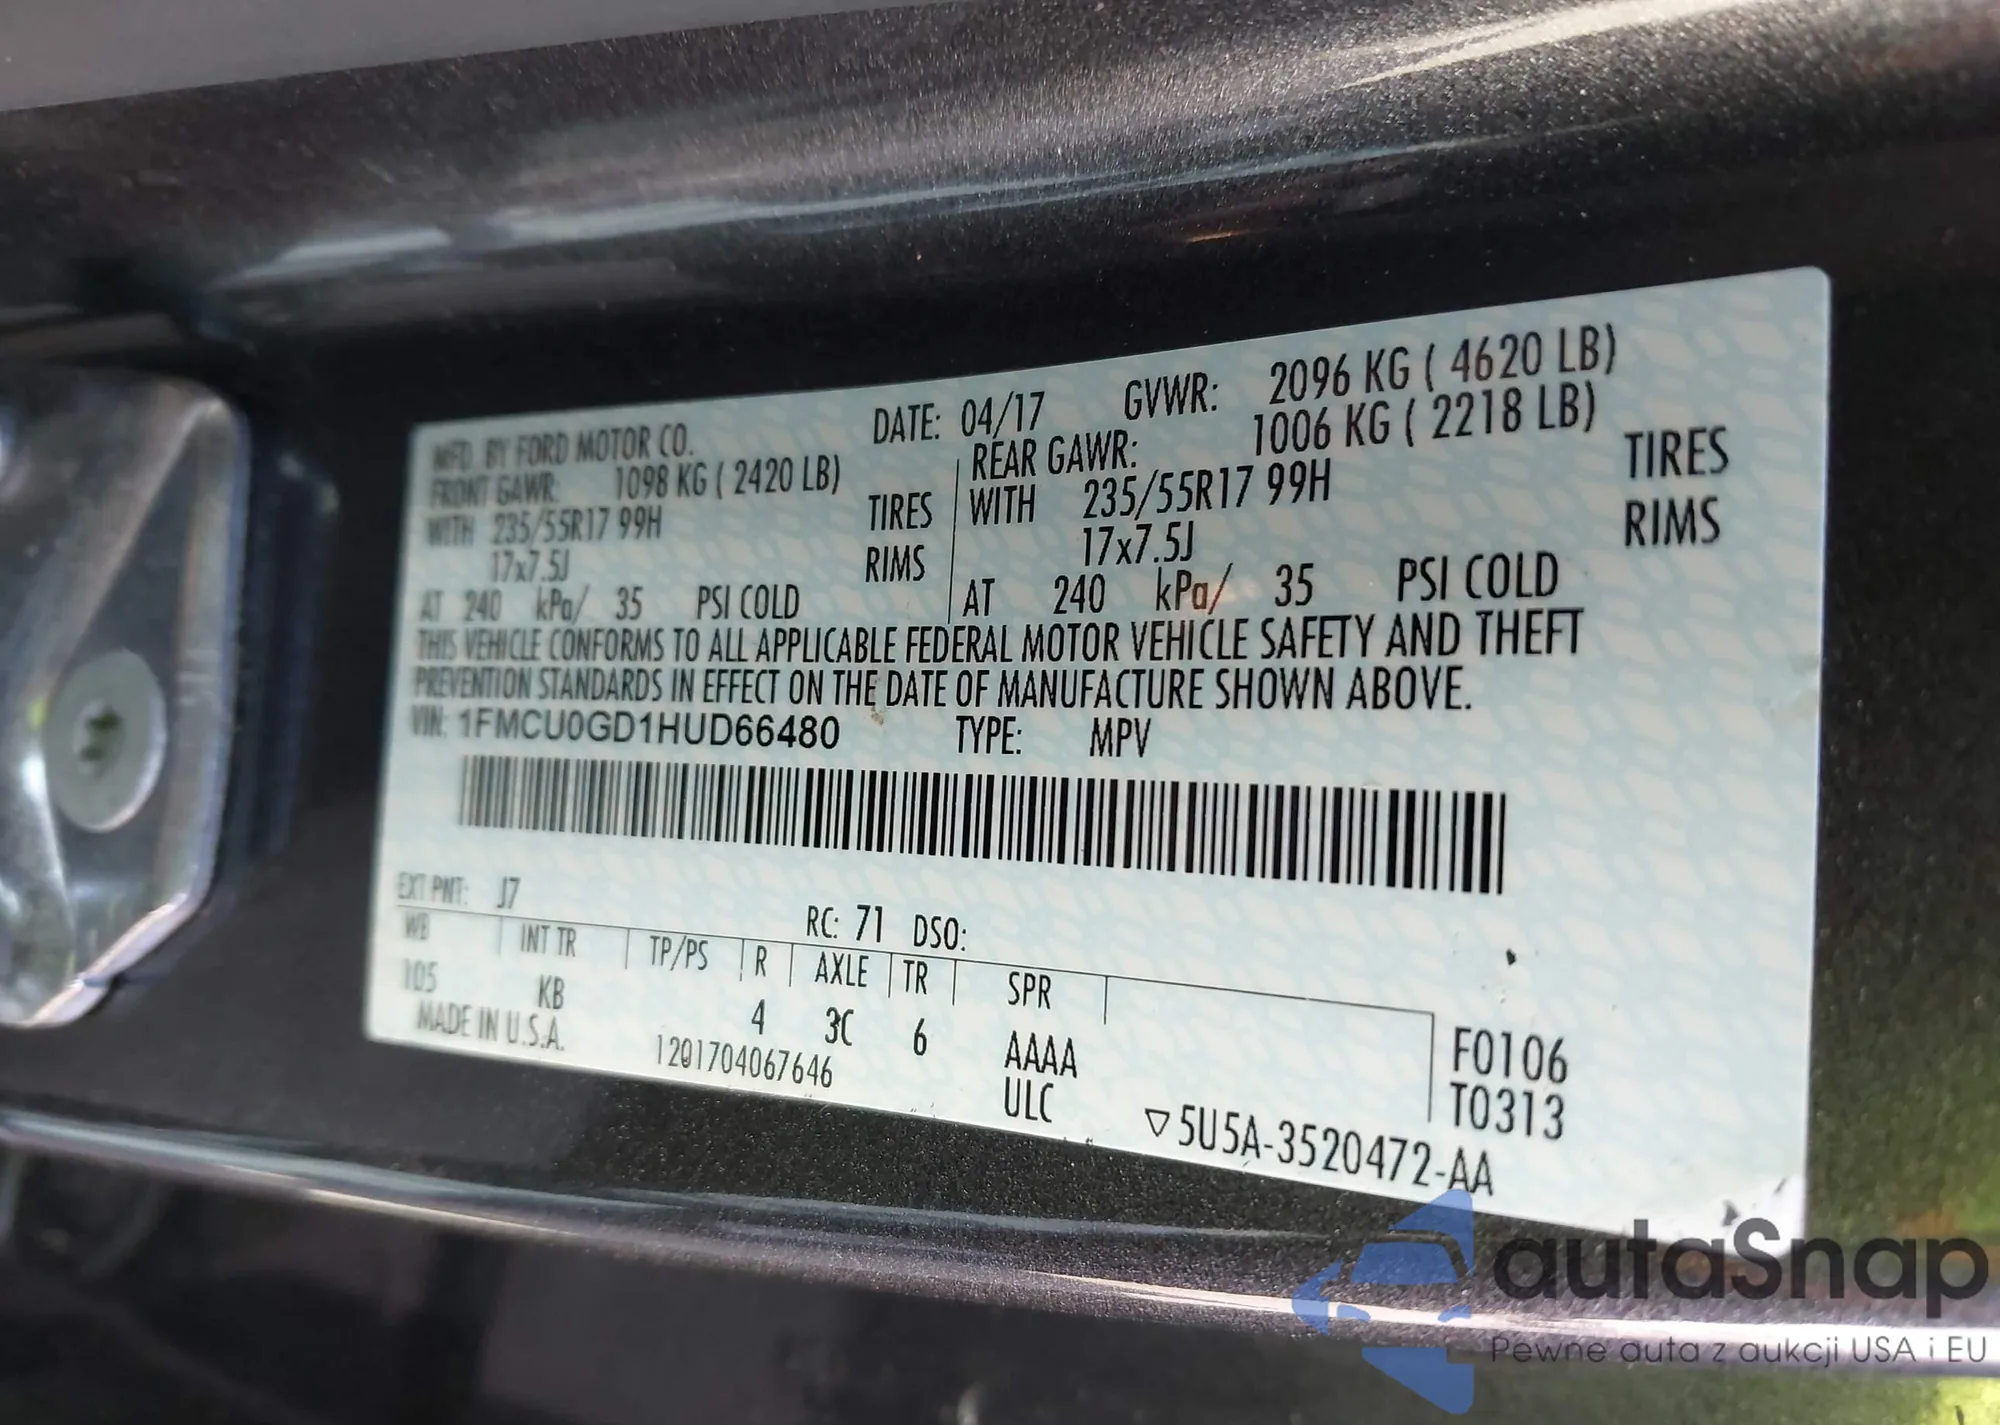 MFD. BY FORD MOTOR CO. DATE: 04/17 GVWR: 2096 KG ( 4620 LB)
FRONT GAWR: 1098 KG ( 2420 LB) REAR GAWR: 1006 KG ( 2218 LB)
WITH 235/55R17 99H TIRES WITH 235/55R17 99H TIRES
17x7.5J RIMS 17x7.5J RIMS
AT 240 kPa/ 35 PSI COLD AT 240 kPa/ 35 PSI COLD
THIS VEHICLE CONFORMS TO ALL APPLICABLE FEDERAL MOTOR VEHICLE SAFETY AND THEFT
PREVENTION STANDARDS IN EFFECT ON THE DATE OF MANUFACTURE SHOWN ABOVE.
VIN: 1FMCU0GD1HUD66480 TYPE: MPV
EXT PNT: J7 RC: 71 DSO:
WB INT TR TP/PS R AXLE TR SPR
105 KB 4 3C 6 AAAA F0106
MADE IN U.S.A. 1201704067646 ULC T0313
▽5U5A-3520472-AA
autaSnap
Pewne auta z aukcji USA i EU